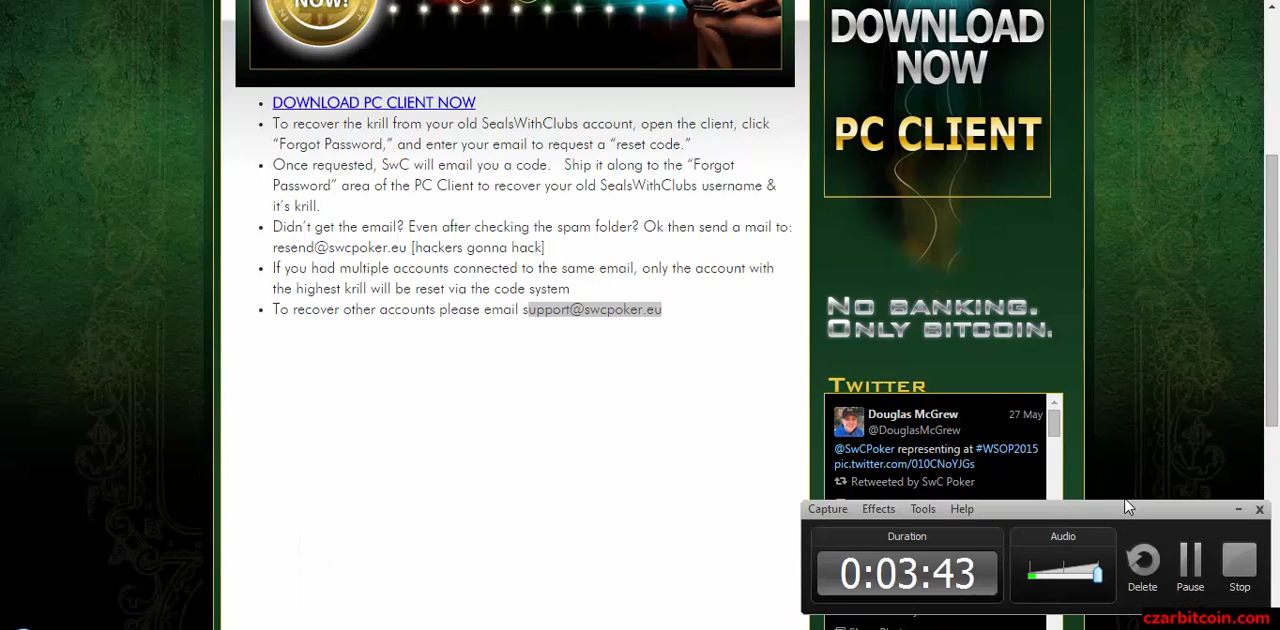 NOW!
DOWNLOAD PC CLIENT NOW
To recover the krill from your old SealsWithClubs account, open the client, click
“Forgot Password,” and enter your email to request a “reset code.”
Once requested, SwC will email you a code. Ship it along to the “Forgot
Password” area of the PC Client to recover your old SealsWithClubs username &
it’s krill.
Didn’t get the email? Even after checking the spam folder? Ok then send a mail to:
resend@swcpoker.eu [hackers gonna hack]
If you had multiple accounts connected to the same email, only the account with
the highest krill will be reset via the code system
To recover other accounts please email support@swcpoker.eu
DOWNLOAD
NOW
PC CLIENT
NO BANKING.
ONLY BITCOIN.
TWITTER
Douglas McGrew 27 May
@DouglasMcGrew
@SwCPoker representing at #WSOP2015
pic.twitter.com/010CNoYJGs
Retweeted by SwC Poker
Capture Effects Tools Help
Duration
0:03:43
Audio
Delete Pause Stop
czarbitcoin.com